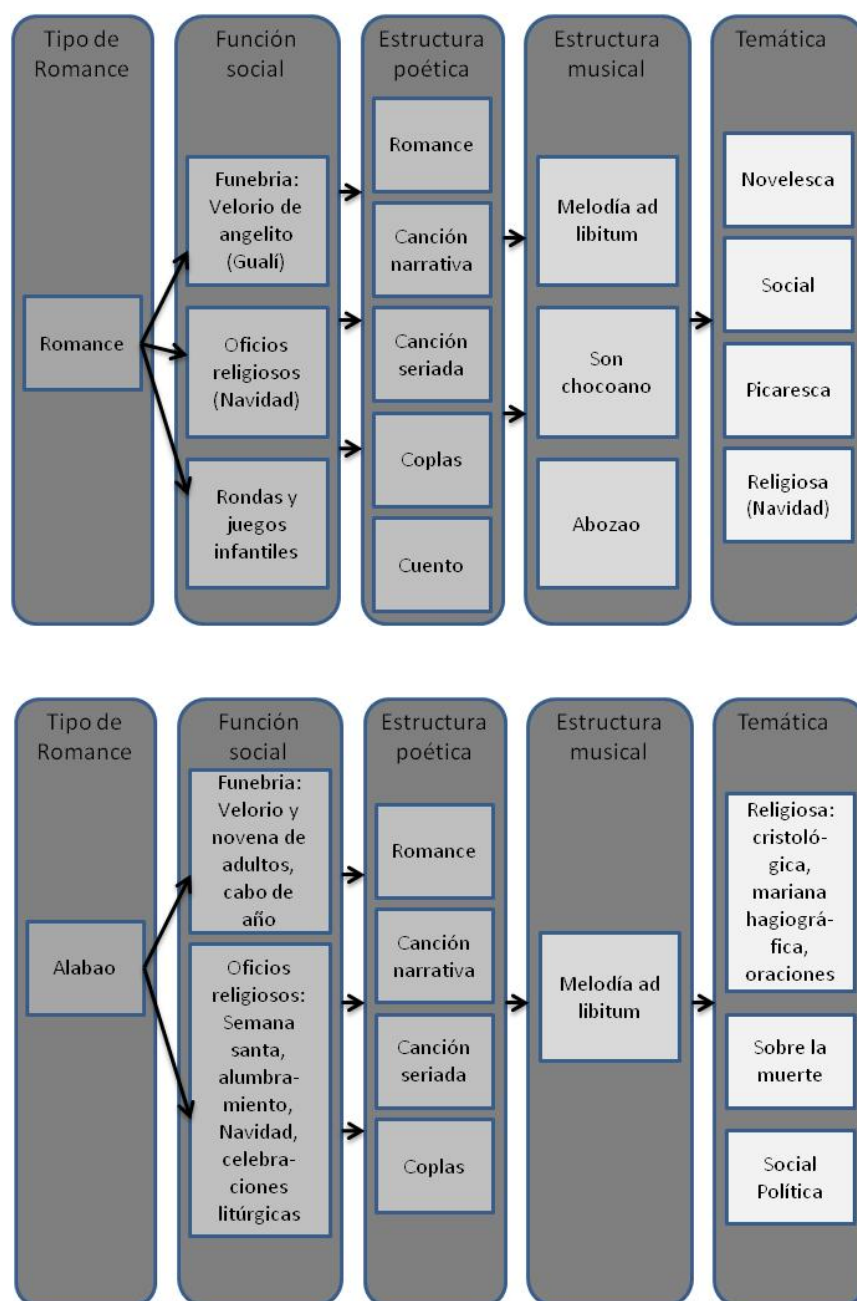 Tipo de
Romance
Romance
Función
social
Funebria:
Velorio de
angelito
(Gualí)
Oficios
religiosos
(Navidad)
Rondas y
juegos
infantiles
Estructura
poética
Romance
Canción
narrativa
Canción
seriada
Coplas
Cuento
Estructura
musical
Melodía ad
libitum
Son
chocoano
Abozao
Temática
Novelesca
Social
Picaresca
Religiosa
(Navidad)
Tipo de
Romance
Alabao
Función
social
Funebria:
Velorio y
novena de
adultos,
cabo de
año
Oficios
religiosos:
Semana
santa,
alumbra-
miento,
Navidad,
celebra-
ciones
litúrgicas
Estructura
poética
Romance
Canción
narrativa
Canción
seriada
Coplas
Estructura
musical
Melodía ad
libitum
Temática
Religiosa:
cristoló-
gica,
mariana
hagiográ-
fica,
oraciones
Sobre la
muerte
Social
Política